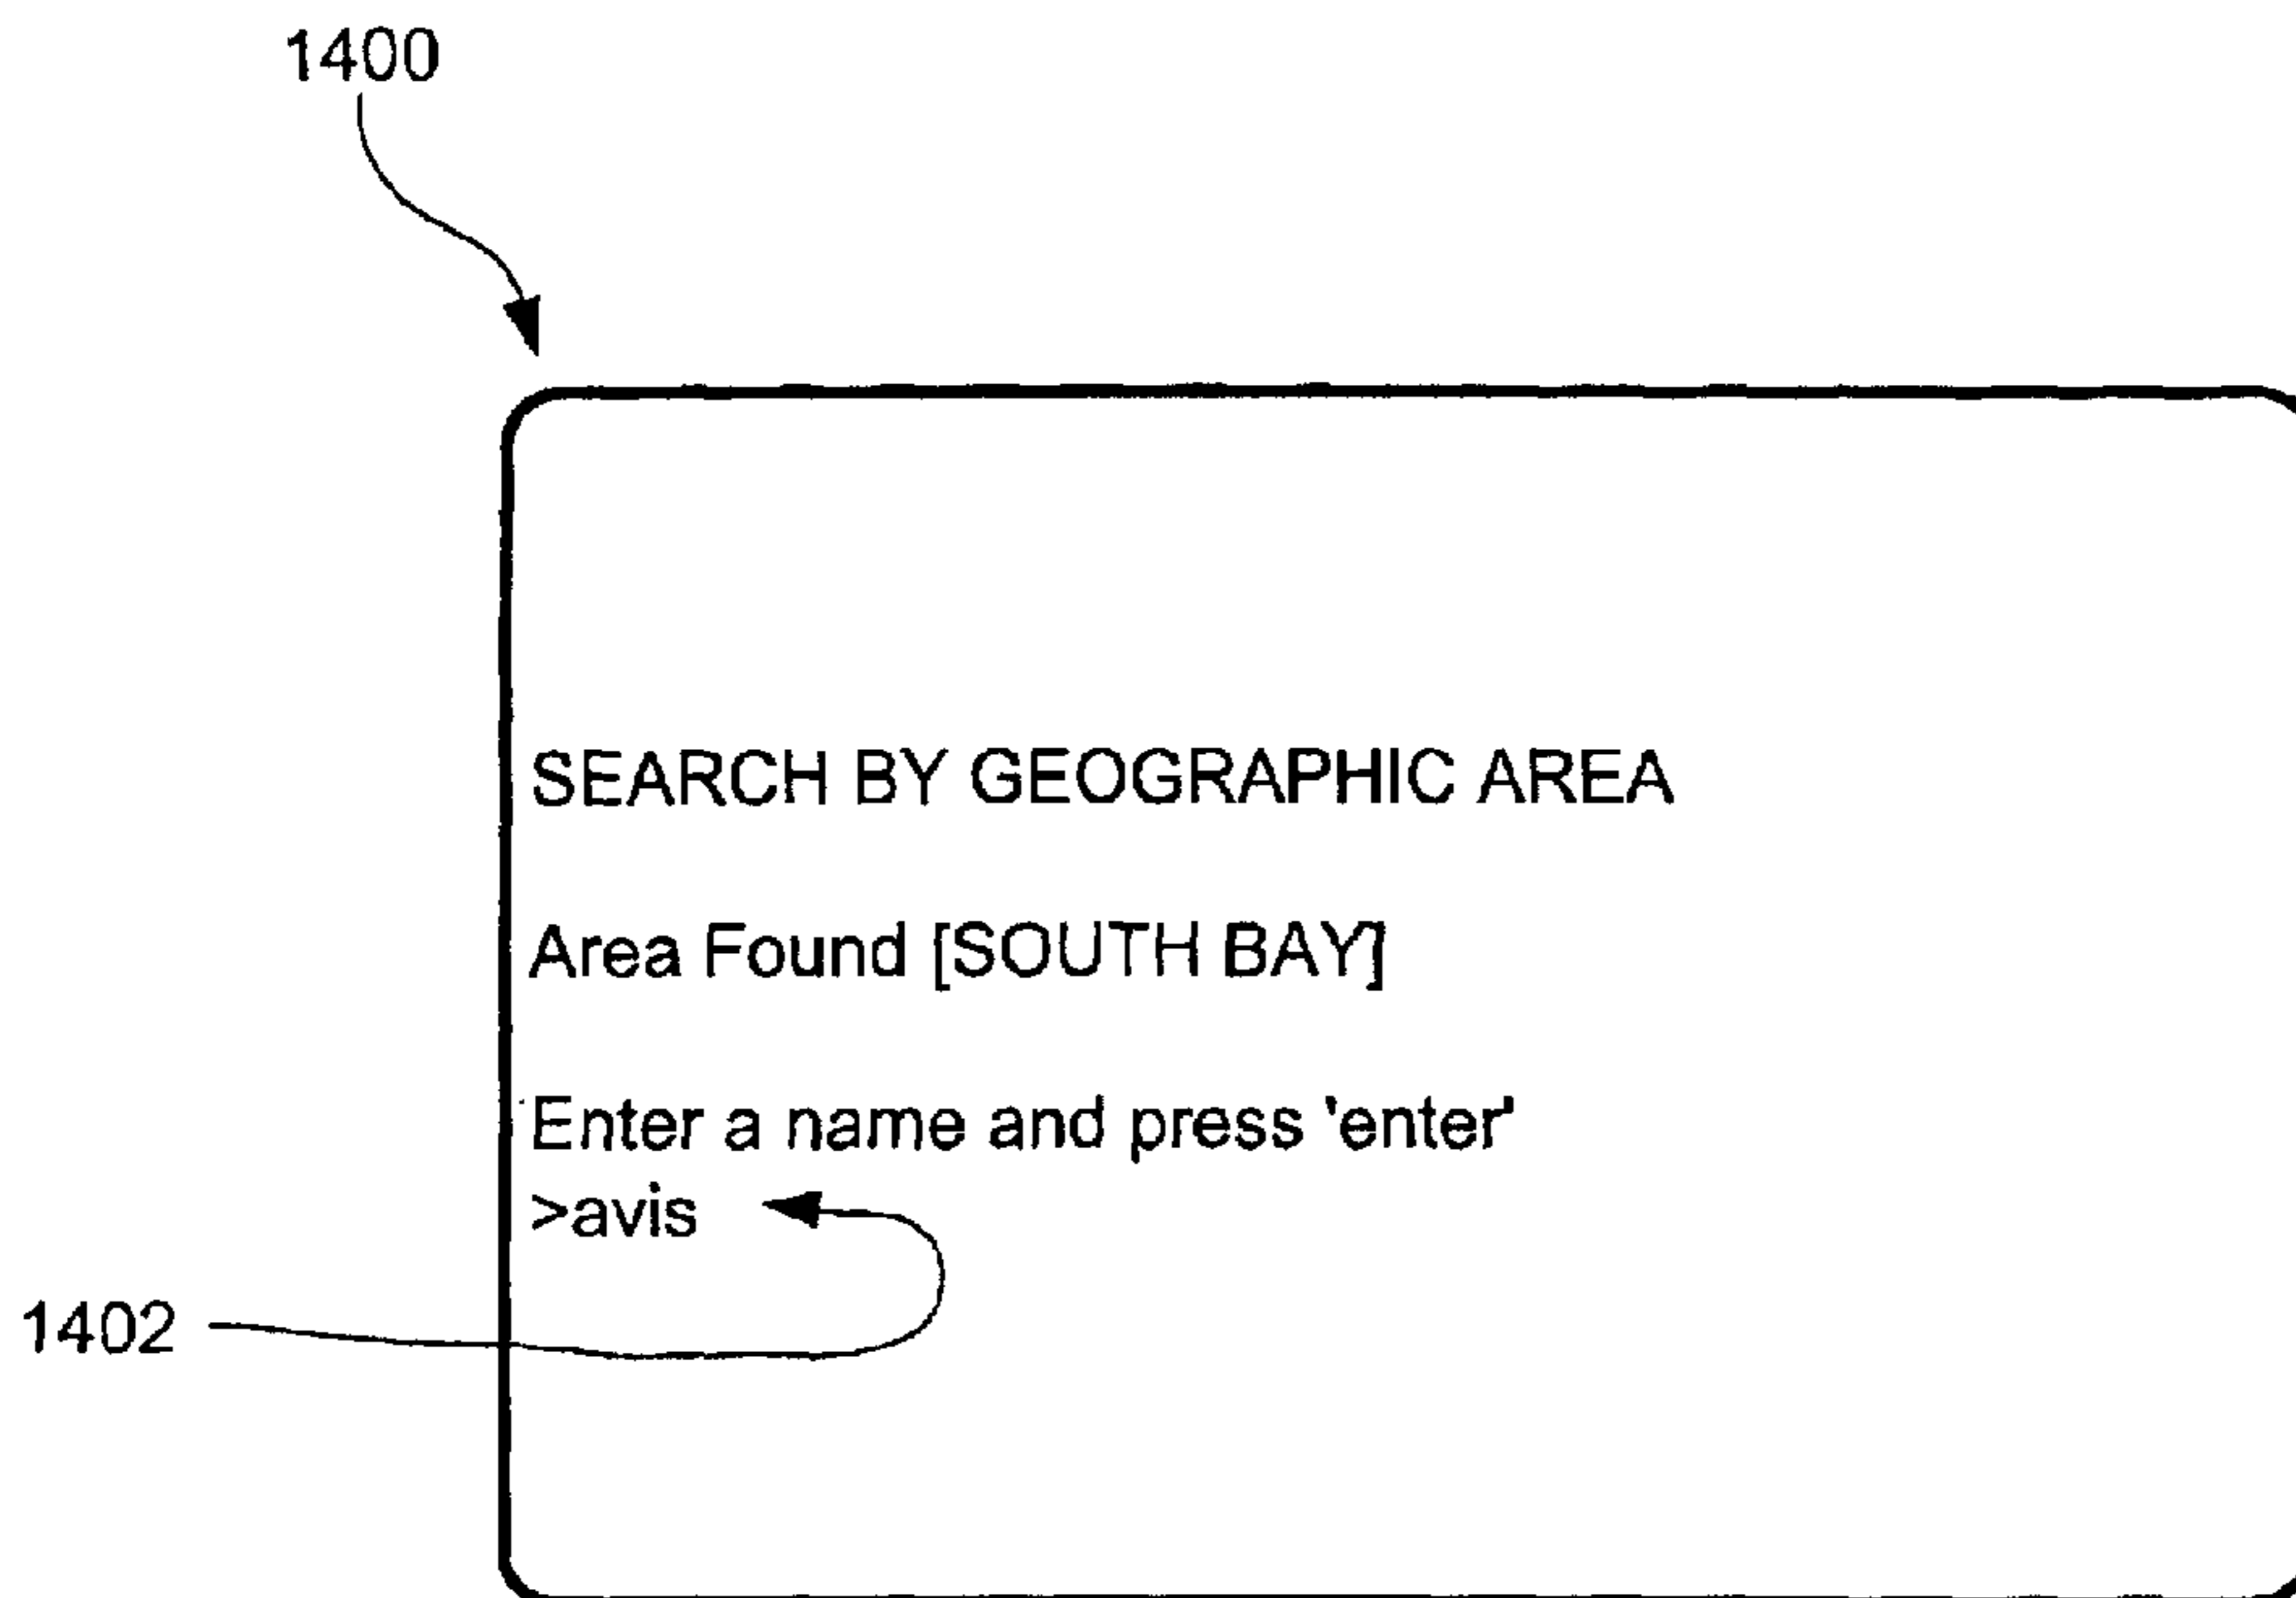 1400
SEARCH BY GEOGRAPHIC AREA
Area Found [SOUTH BAY]
Enter a name and press 'enter'
>avis
1402